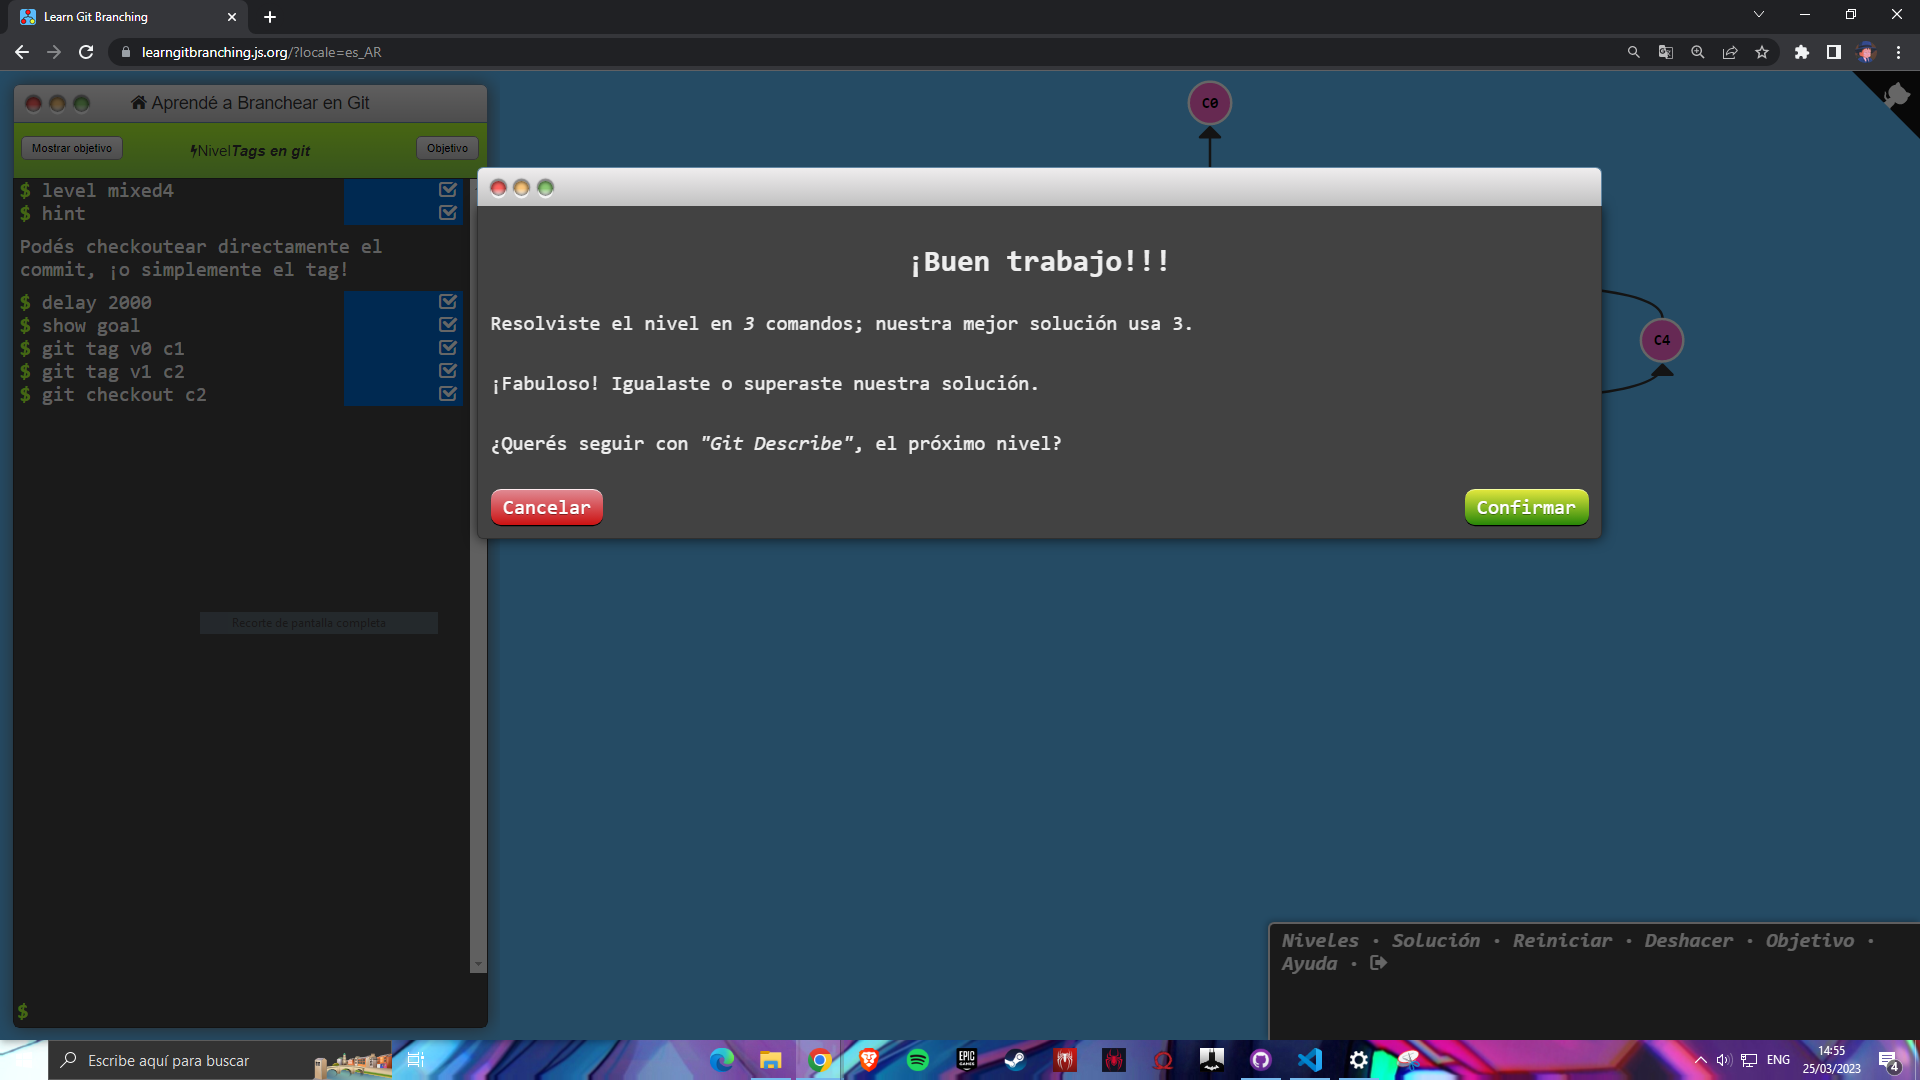 Learn Git Branching
learngitbranching.js.org/?locale=es_AR
Aprendé a Branchear en Git
Mostrar objetivo
NivelTags en git
Objetivo
$ level mixed4
$ hint
Podés checkoutear directamente el
commit, ¡o simplemente el tag!
$ delay 2000
$ show goal
$ git tag v0 c1
$ git tag v1 c2
$ git checkout c2
Recorte de pantalla completa
$
C0
¡Buen trabajo!!!
Resolviste el nivel en 3 comandos; nuestra mejor solución usa 3.
¡Fabuloso! Igualaste o superaste nuestra solución.
¿Querés seguir con "Git Describe", el próximo nivel?
Cancelar
Confirmar
C4
Niveles • Solución • Reiniciar • Deshacer • Objetivo •
Ayuda •
Escribe aquí para buscar
EPIC
GAMES
ENG
14:55
25/03/2023
4